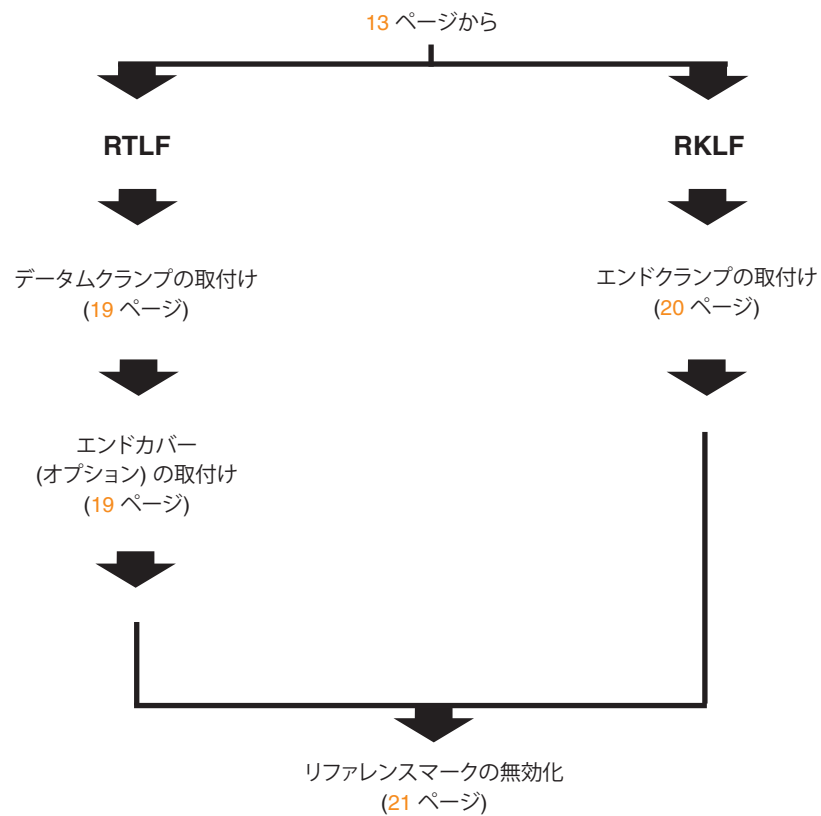 13 ページから
RTLF
RKLF
データムクランプの取付け
(19 ページ)
エンドクランプの取付け
(20 ページ)
エンドカバー
(オプション) の取付け
(19 ページ)
リファレンスマークの無効化
(21 ページ)